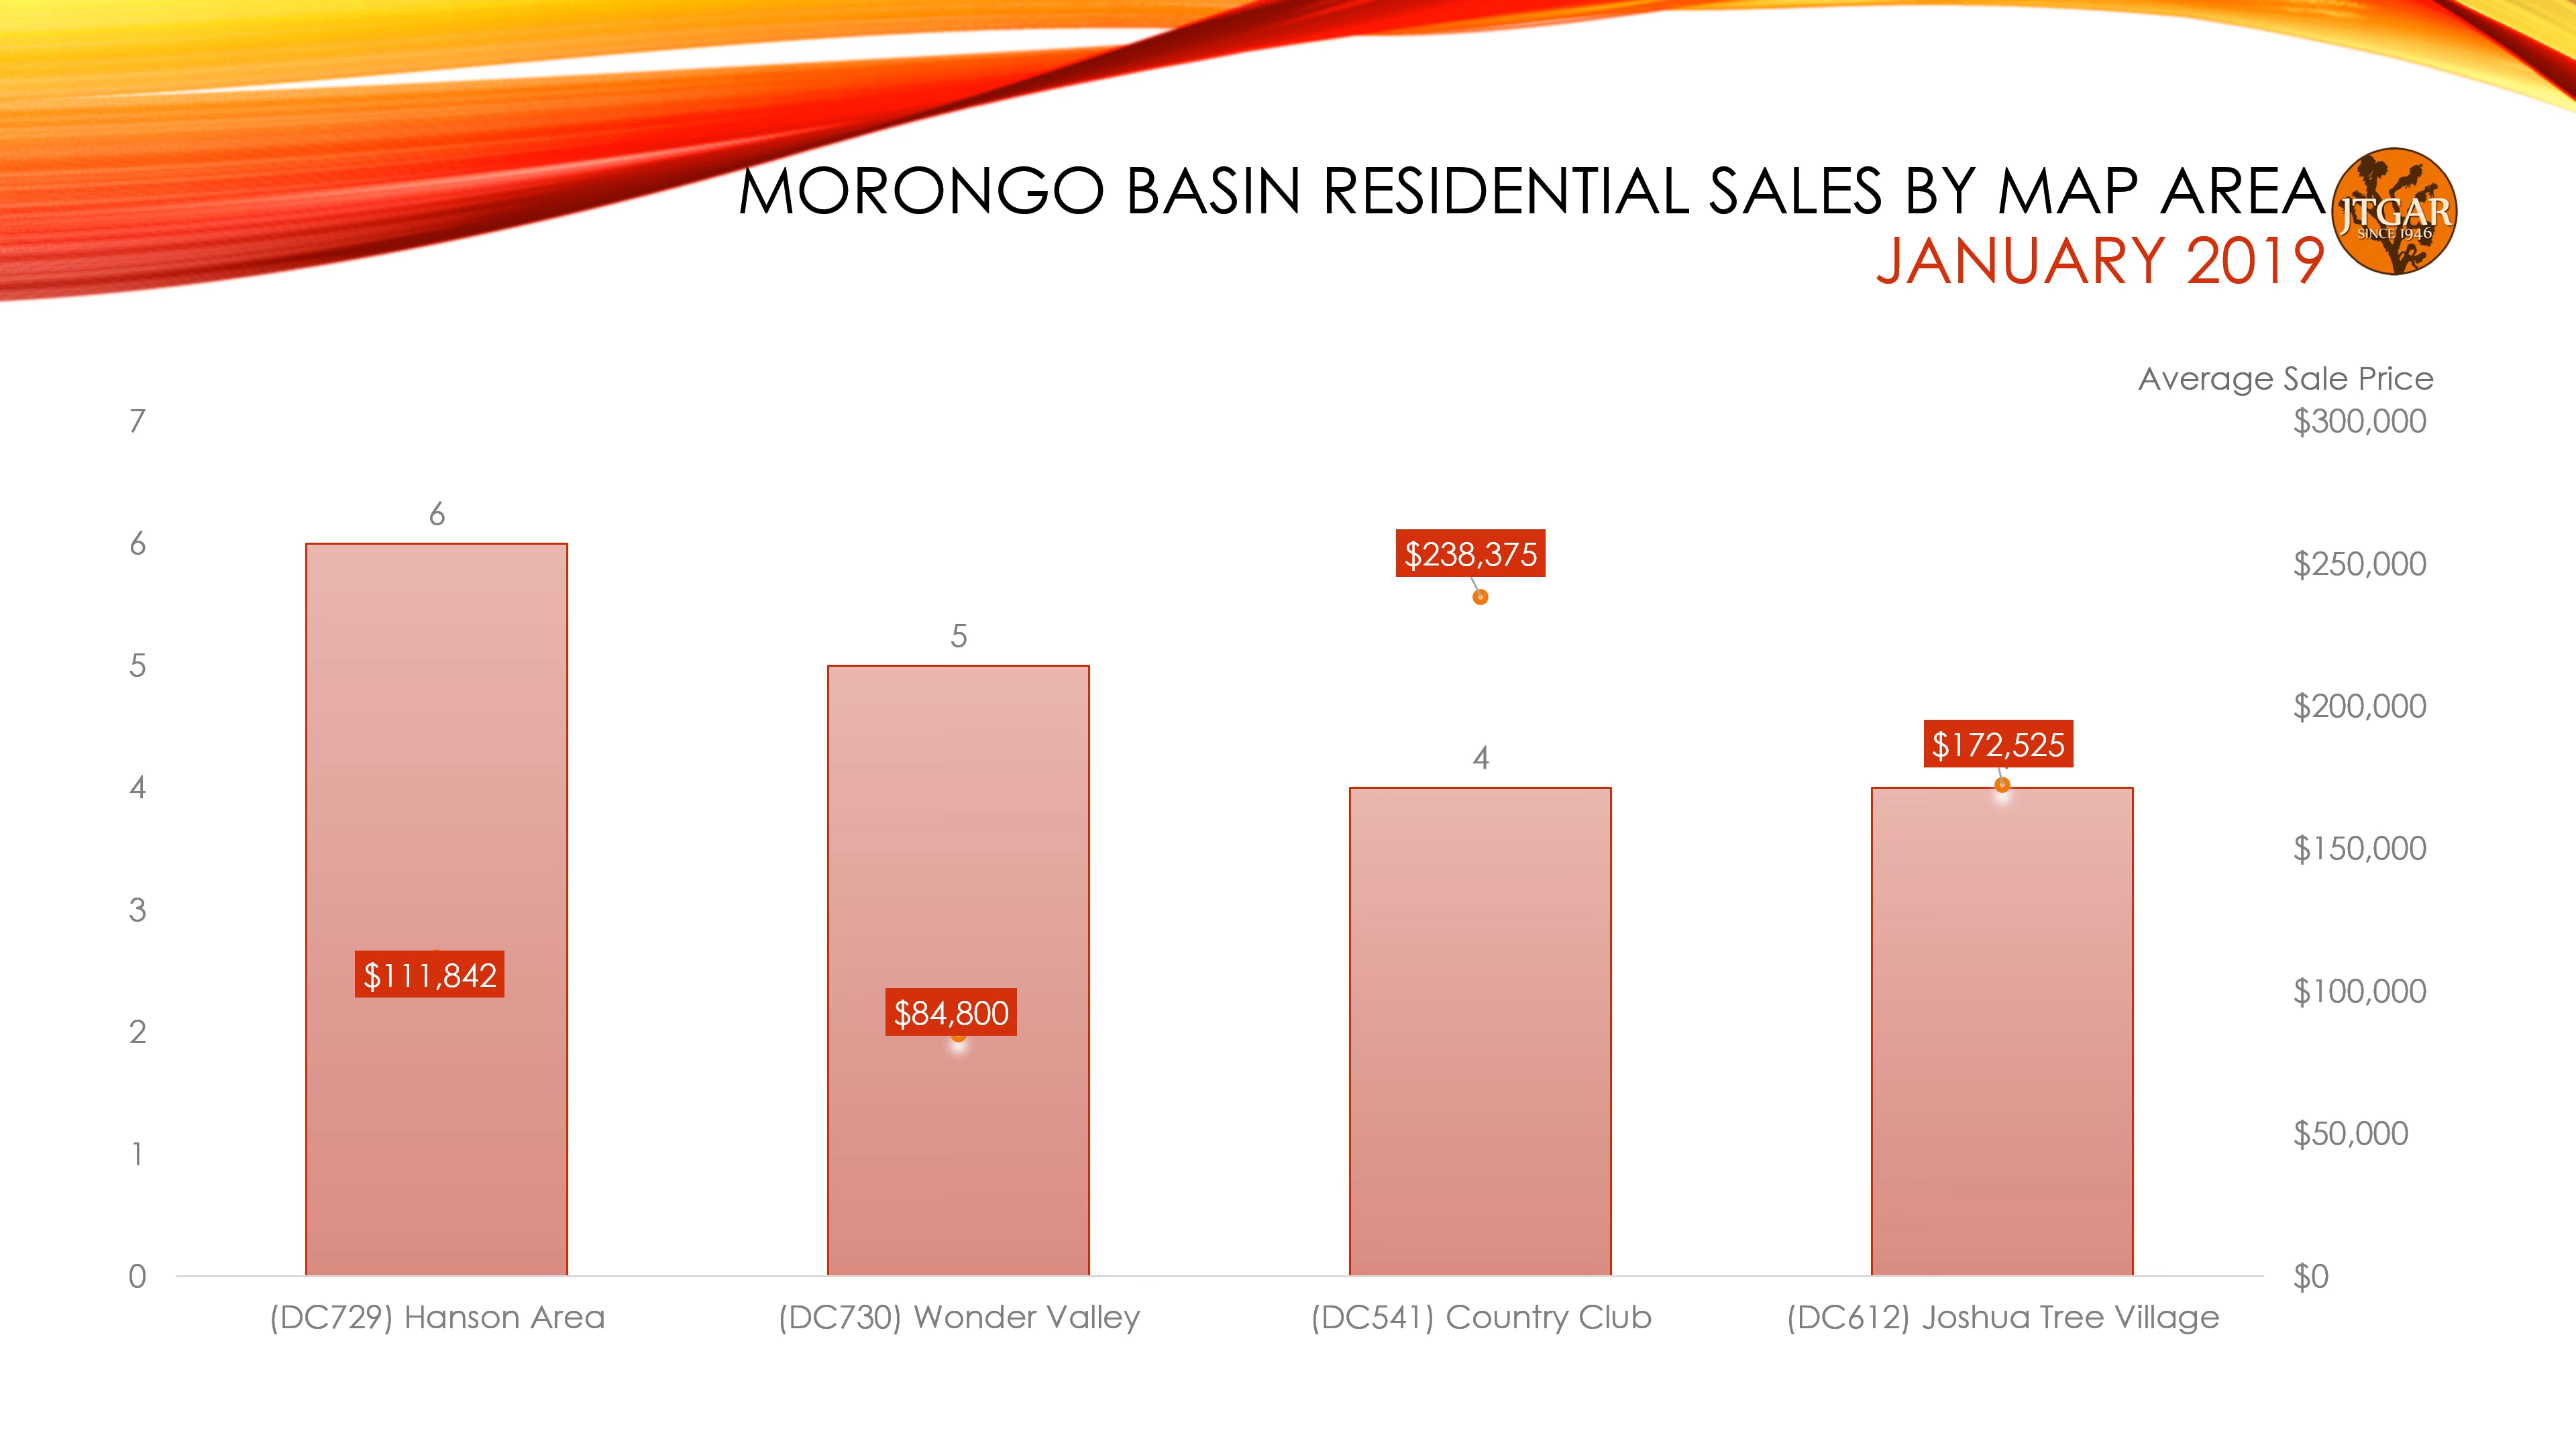 MORONGO BASIN RESIDENTIAL SALES BY MAP AREA
JANUARY 2019
JTGAR
SINCE 1946
Average Sale Price
7
6
5
4
3
2
1
0
$300,000
$250,000
$200,000
$150,000
$100,000
$50,000
$0
6
5
4
$111,842
$84,800
$238,375
$172,525
(DC729) Hanson Area
(DC730) Wonder Valley
(DC541) Country Club
(DC612) Joshua Tree Village